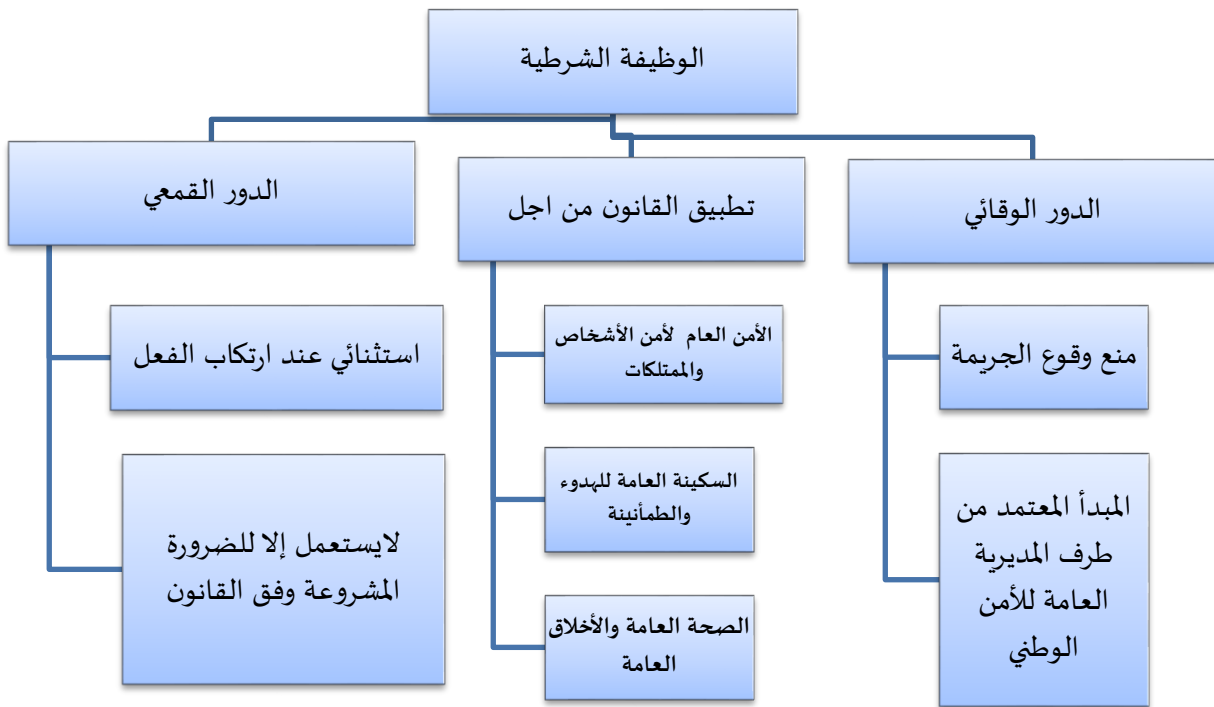 الوظيفة الشرطية
الدور الوقائي
منع وقوع الجريمة
المبدأ المعتمد من
طرف المديرية
العامة للأمن
الوطني
تطبيق القانون من اجل
الأمن العام لأمن الأشخاص
والممتلكات
السكينة العامة للهدوء
والطمأنينة
الصحة العامة والأخلاق
العامة
الدور القمعي
استثنائي عند ارتكاب الفعل
لايستعمل إلا للضرورة
المشروعة وفق القانون